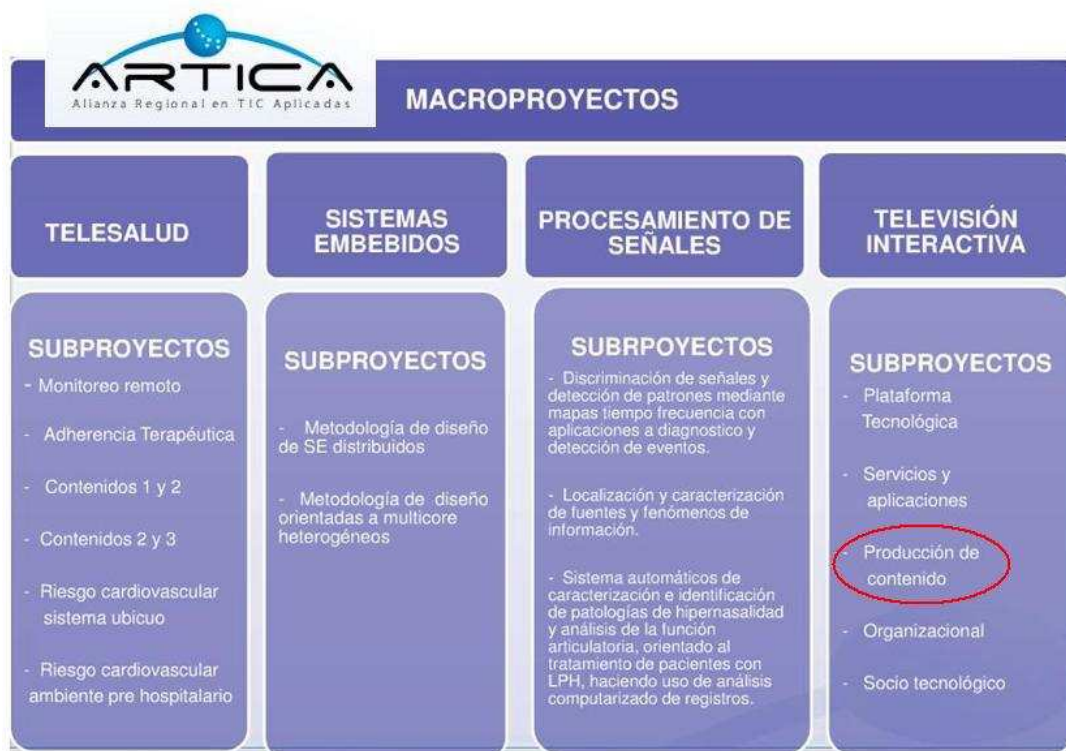 ARTICA
Alianza Regional en TIC Aplicadas
MACROPROYECTOS
TELESALUD
SUBPROYECTOS
- Monitoreo remoto
- Adherencia Terapéutica
- Contenidos 1 y 2
- Contenidos 2 y 3
- Riesgo cardiovascular
sistema ubicuo
- Riesgo cardiovascular
ambiente pre hospitalario
SISTEMAS
EMBEBIDOS
SUBPROYECTOS
- Metodología de diseño
de SE distribuidos
- Metodología de diseño
orientadas a multicore
heterogéneos
PROCESAMIENTO DE
SEÑALES
SUBRPOYECTOS
- Discriminación de señales y
detección de patrones mediante
mapas tiempo frecuencia con
aplicaciones a diagnostico y
detección de eventos.
- Localización y caracterización
de fuentes y fenómenos de
información.
- Sistema automáticos de
caracterización e identificación
de patologías de hipernasalidad
y análisis de la función
articulatoria, orientado al
tratamiento de pacientes con
LPH, haciendo uso de análisis
computarizado de registros.
TELEVISIÓN
INTERACTIVA
SUBPROYECTOS
- Plataforma
Tecnológica
- Servicios y
aplicaciones
- Producción de
contenido
- Organizacional
- Socio tecnológico